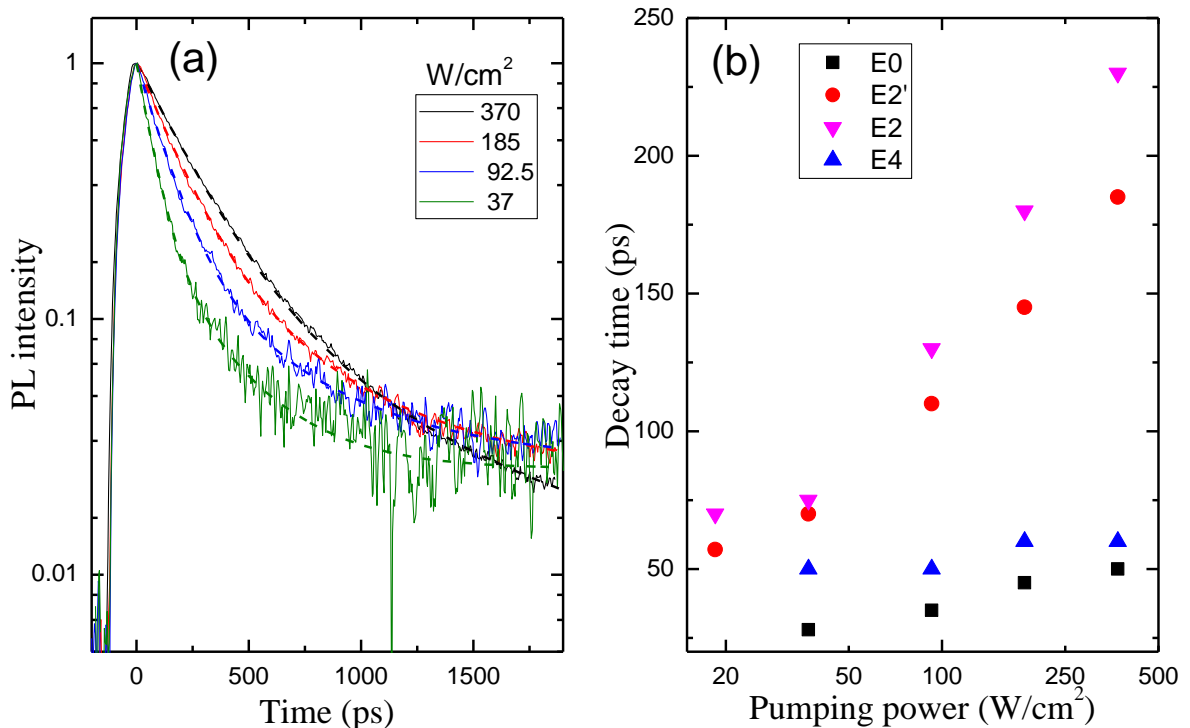 (a)
W/cm²
370
185
92.5
37
1
0.1
0.01
PL intensity
0
500
1000
1500
Time (ps)
(b)
E0
E2'
E2
E4
250
200
150
100
50
Decay time (ps)
20
50
100
250
500
Pumping power (W/cm²)